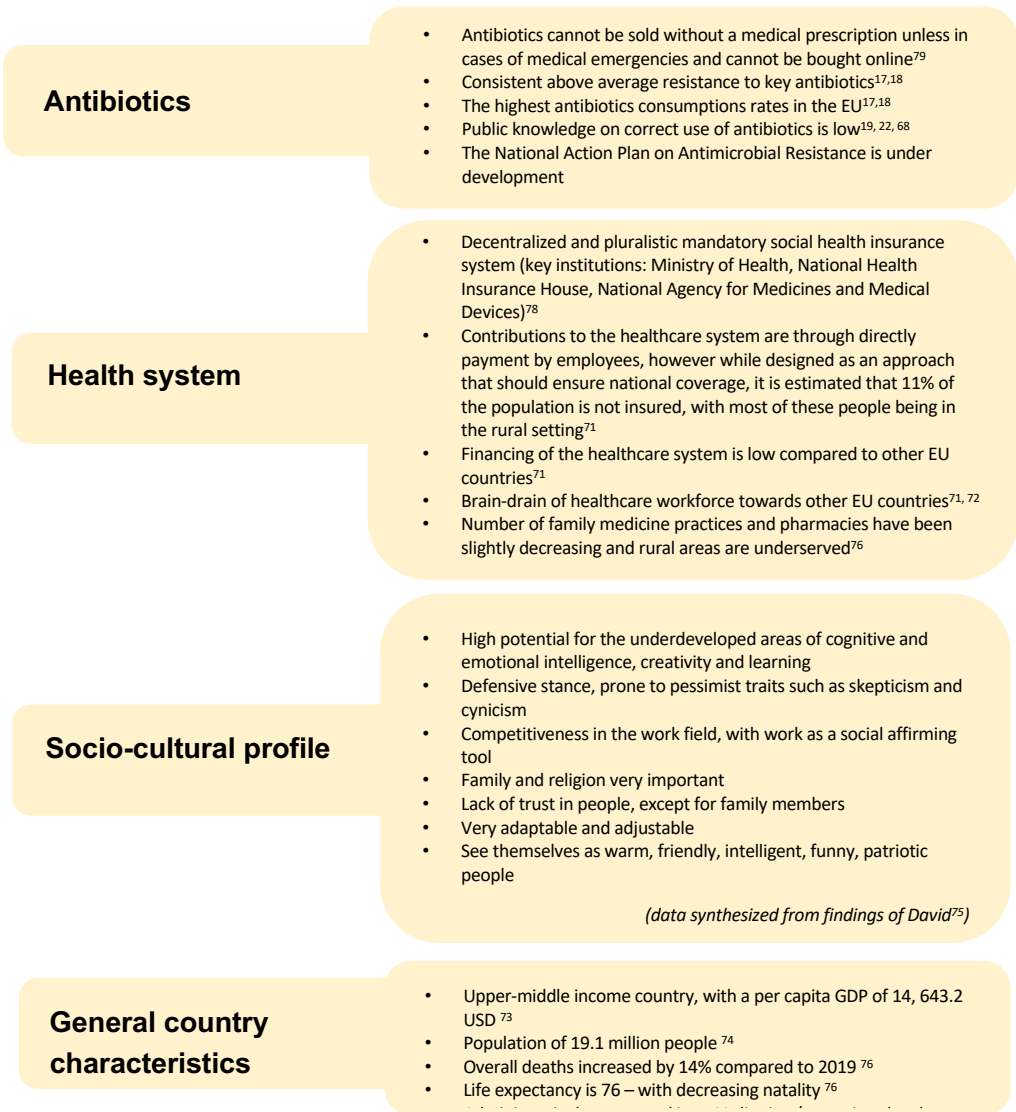 Antibiotics
• Antibiotics cannot be sold without a medical prescription unless in
cases of medical emergencies and cannot be bought online79
• Consistent above average resistance to key antibiotics17,18
• The highest antibiotics consumptions rates in the EU17,18
• Public knowledge on correct use of antibiotics is low19, 22, 68
• The National Action Plan on Antimicrobial Resistance is under
development
Health system
• Decentralized and pluralistic mandatory social health insurance
system (key institutions: Ministry of Health, National Health
Insurance House, National Agency for Medicines and Medical
Devices)78
• Contributions to the healthcare system are through directly
payment by employees, however while designed as an approach
that should ensure national coverage, it is estimated that 11% of
the population is not insured, with most of these people being in
the rural setting71
• Financing of the healthcare system is low compared to other EU
countries71
• Brain-drain of healthcare workforce towards other EU countries71, 72
• Number of family medicine practices and pharmacies have been
slightly decreasing and rural areas are underserved76
Socio-cultural profile
• High potential for the underdeveloped areas of cognitive and
emotional intelligence, creativity and learning
• Defensive stance, prone to pessimist traits such as skepticism and
cynicism
• Competitiveness in the work field, with work as a social affirming
tool
• Family and religion very important
• Lack of trust in people, except for family members
• Very adaptable and adjustable
• See themselves as warm, friendly, intelligent, funny, patriotic
people
(data synthesized from findings of David75)
General country
characteristics
• Upper-middle income country, with a per capita GDP of 14, 643.2
USD 73
• Population of 19.1 million people 74
• Overall deaths increased by 14% compared to 2019 76
• Life expectancy is 76 – with decreasing natality 76